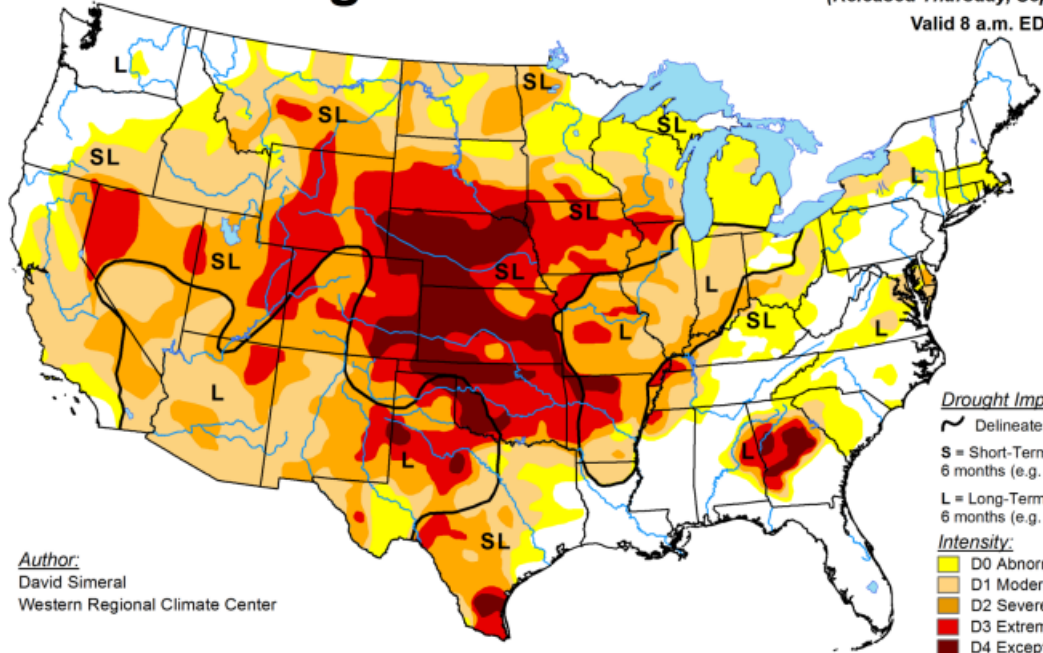 Valid 8 a.m. ED
L
SL
SL
SL
SL
L
SL
SL
SL
L
L
SL
L
L
L
L
SL
Author:
David Simeral
Western Regional Climate Center
Drought Imp
Delineate
S = Short-Term
6 months (e.g.
L = Long-Term
6 months (e.g.
Intensity:
D0 Abnor
D1 Moder
D2 Severe
D3 Extrem
D4 Except